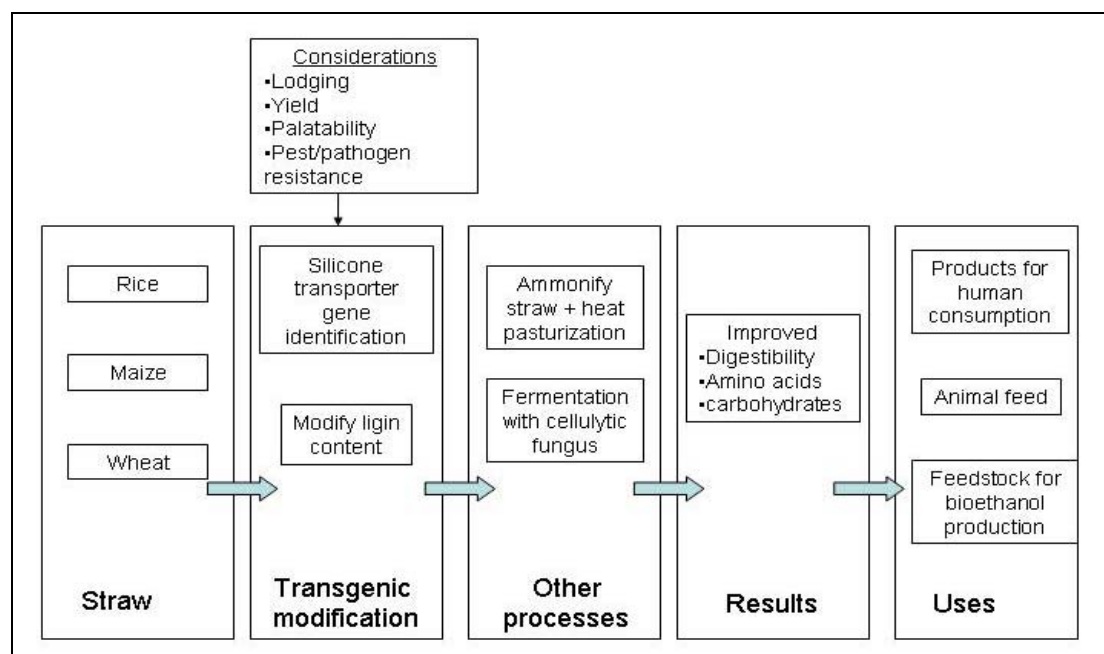 Considerations
▪Lodging
▪Yield
▪Palatability
▪Pest/pathogen
resistance
Rice
Maize
Wheat
Straw
Silicone
transporter
gene
identification
Modify ligin
content
Transgenic
modification
Ammonify
straw + heat
pasturization
Fermentation
with cellulytic
fungus
Other
processes
Improved
▪Digestibility
▪Amino acids
▪carbohydrates
Results
Products for
human
consumption
Animal feed
Feedstock for
bioethanol
production
Uses